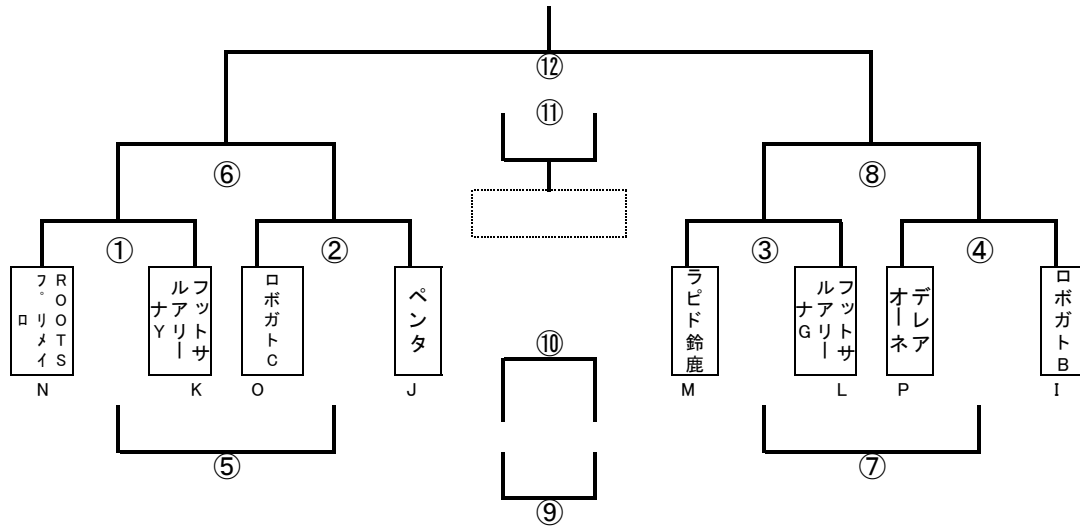 ⑫
⑪
⑥
⑧
①
②
③
④
ROOTS
プリメイ
ロ
フットサ
ルアリー
ナY
ロボガトC
ペンタ
ラピド鈴鹿
フットサ
ルアリー
ナG
デレア
オーネ
ロボガトB
⑩
N
K
O
J
M
L
P
I
⑤
⑦
⑨